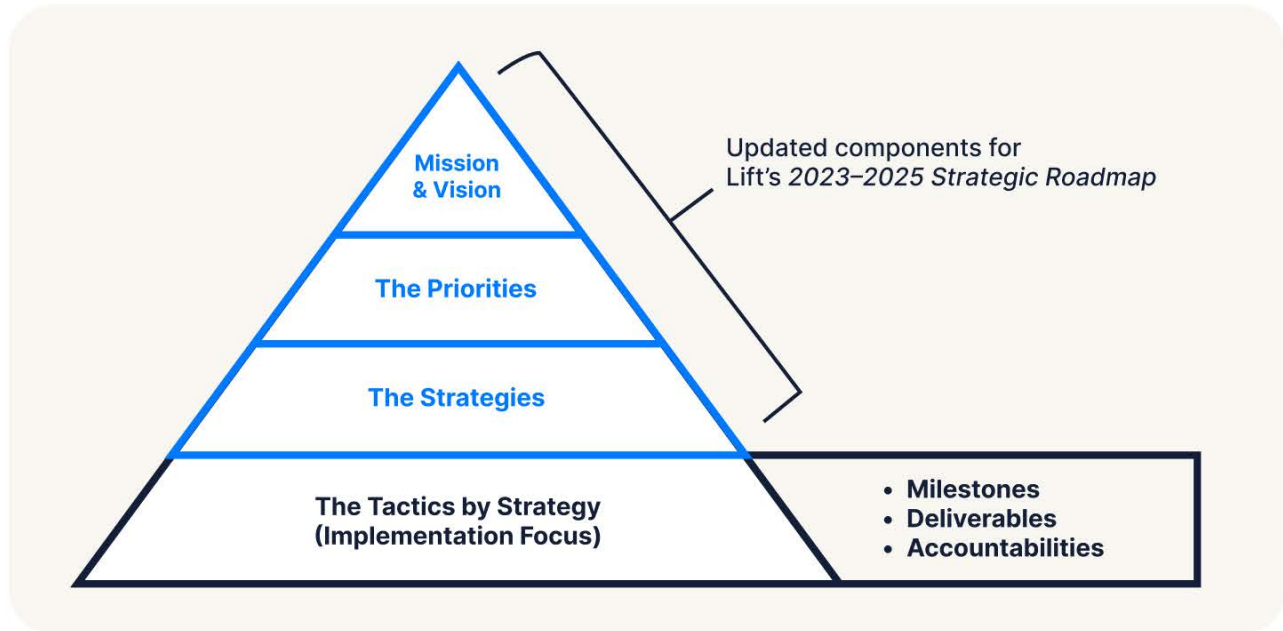 Mission
& Vision
Updated components for
Lift’s 2023–2025 Strategic Roadmap
The Priorities
The Strategies
The Tactics by Strategy
(Implementation Focus)
• Milestones
• Deliverables
• Accountabilities